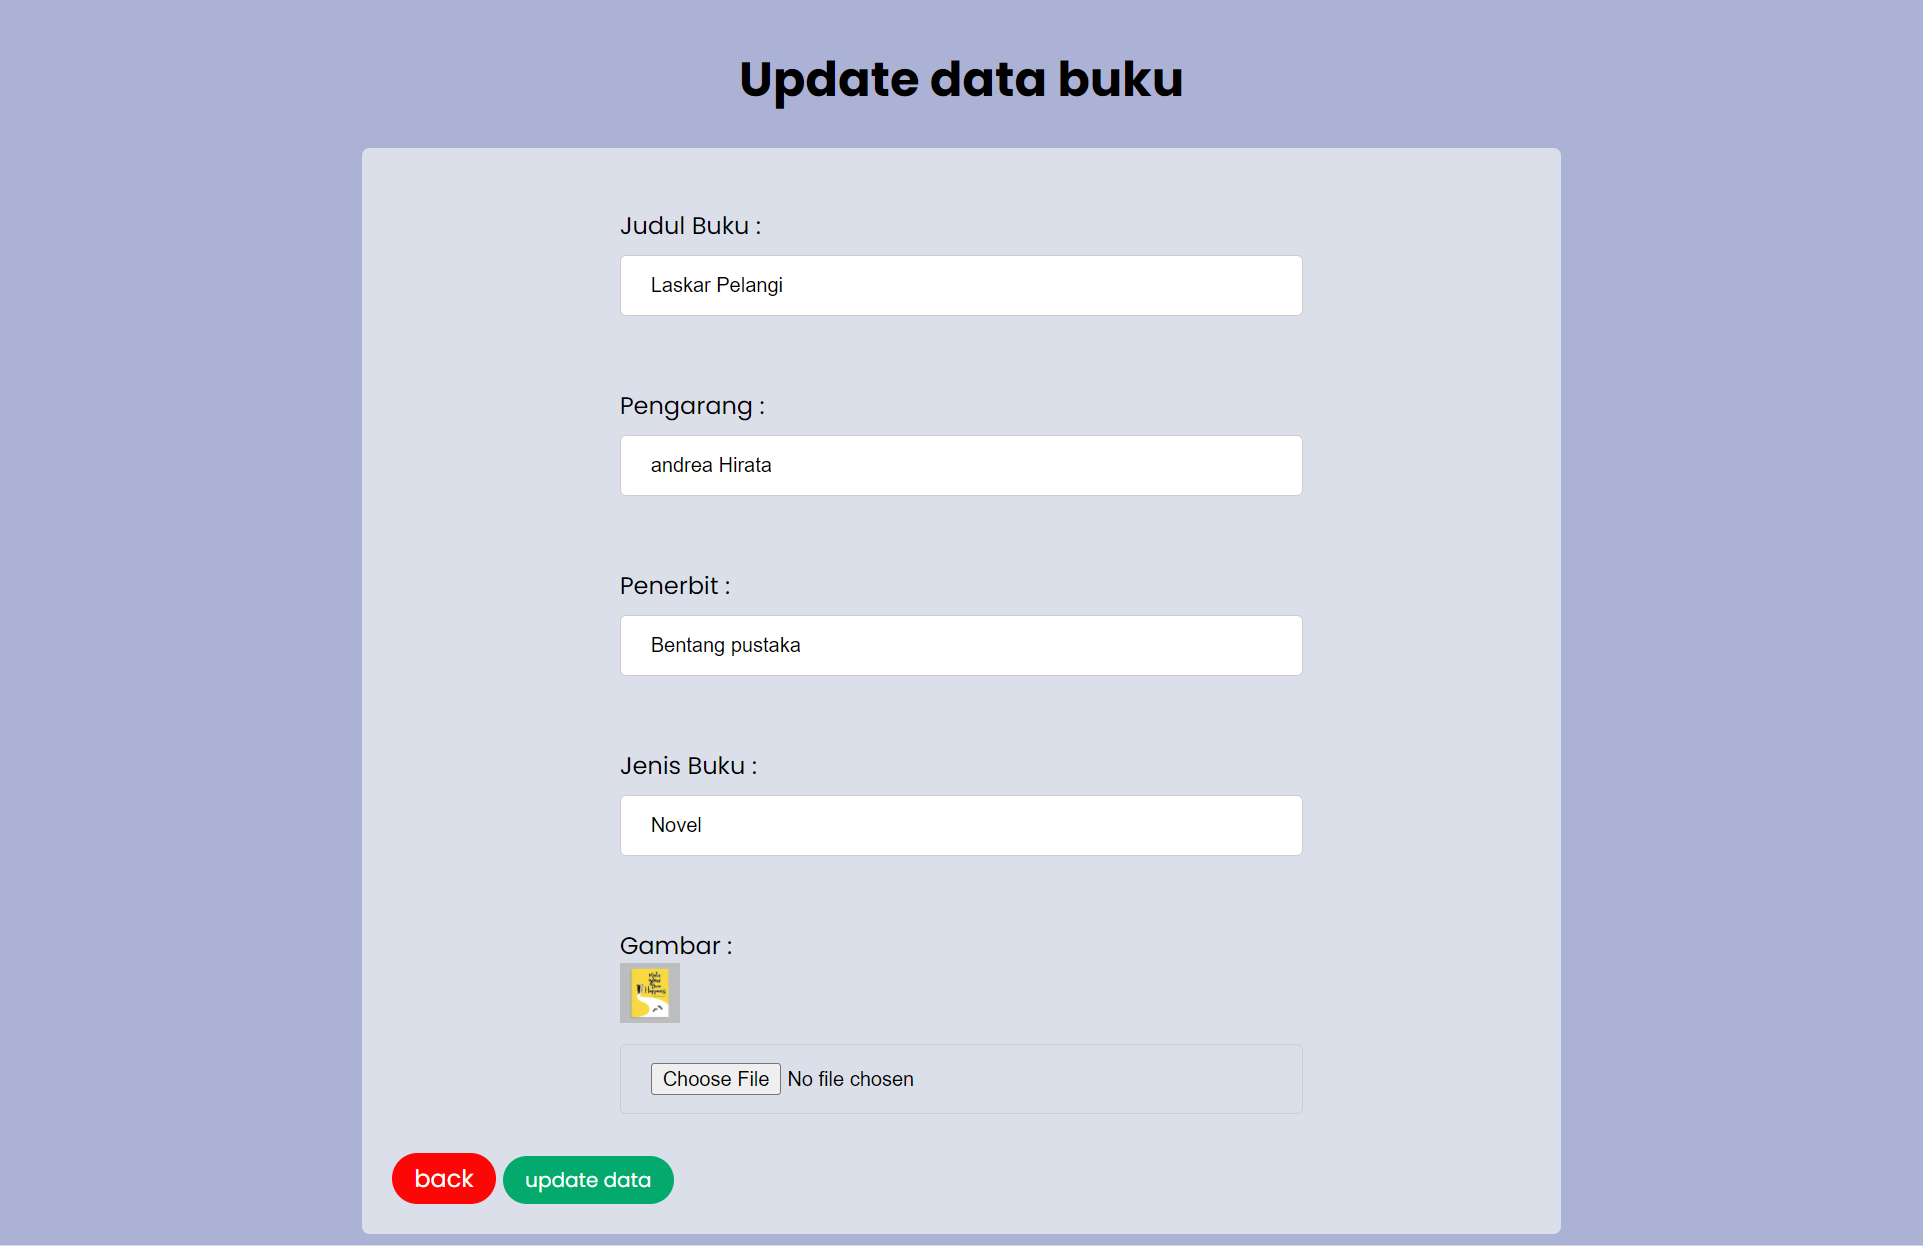 Update data buku
Judul Buku :
Laskar Pelangi
Pengarang :
andrea Hirata
Penerbit :
Bentang pustaka
Jenis Buku :
Novel
Gambar :
Happiness
Choose File No file chosen
back update data